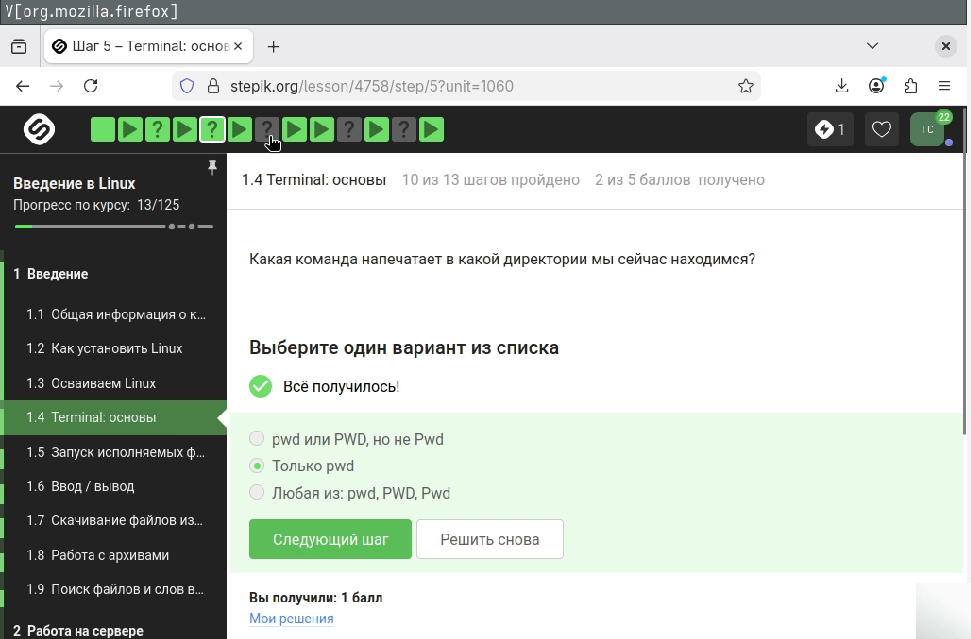 V[org.mozilla.firefox]
Шаг 5 – Terminal: основ
stepik.org/lesson/4758/step/5?unit=1060
? ? ? ? ?
1
22
TC
Введение в Linux
Прогресс по курсу: 13/125
1 Введение
1.1 Общая информация о к...
1.2 Как установить Linux
1.3 Осваиваем Linux
1.4 Terminal: основы
1.5 Запуск исполняемых ф...
1.6 Ввод / вывод
1.7 Скачивание файлов из...
1.8 Работа с архивами
1.9 Поиск файлов и слов в...
2 Работа на сервере
1.4 Terminal: основы 10 из 13 шагов пройдено 2 из 5 баллов получено
Какая команда напечатает в какой директории мы сейчас находимся?
Выберите один вариант из списка
Всё получилось!
pwd или PWD, но не Pwd
Только pwd
Любая из: pwd, PWD, Pwd
Следующий шаг Решить снова
Вы получили: 1 балл
Мои решения